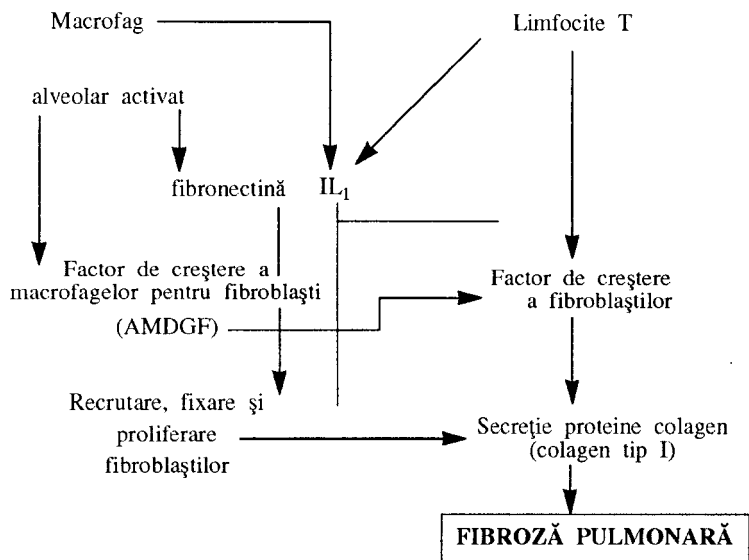 Macrofag
Limfocite T
alveolar activat
fibronectină
IL1
Factor de creştere a
macrofagelor pentru fibroblaşti
(AMDGF)
Factor de creştere
a fibroblaştilor
Recrutare, fixare şi
proliferare
fibroblaştilor
Secreţie proteine colagen
(colagen tip I)
FIBROZĂ PULMONARĂ